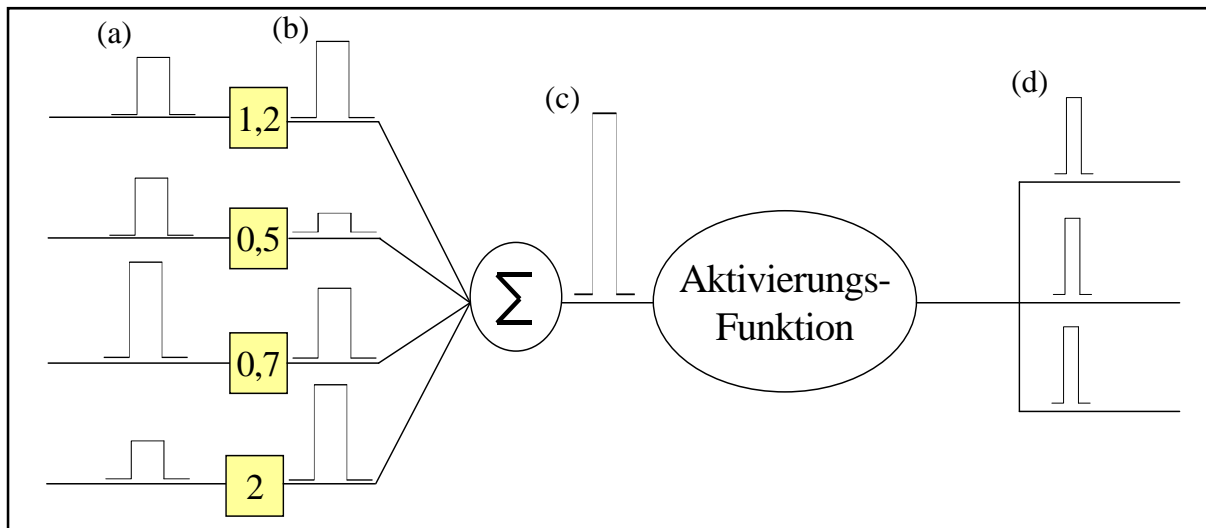 (a)
(b)
1,2
0,5
0,7
2
Σ
(c)
Aktivierungs-
Funktion
(d)